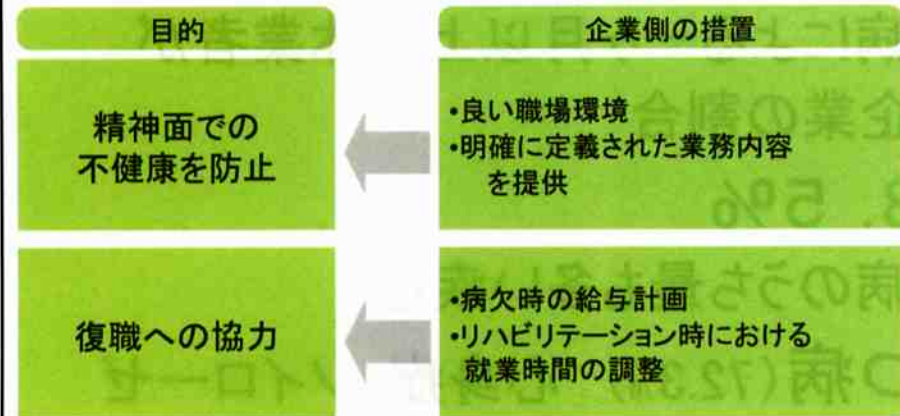 目的
企業側の措置
精神面での
不健康を防止
・良い職場環境
・明確に定義された業務内容
を提供
復職への協力
・病欠時の給与計画
・リハビリテーション時における
就業時間の調整